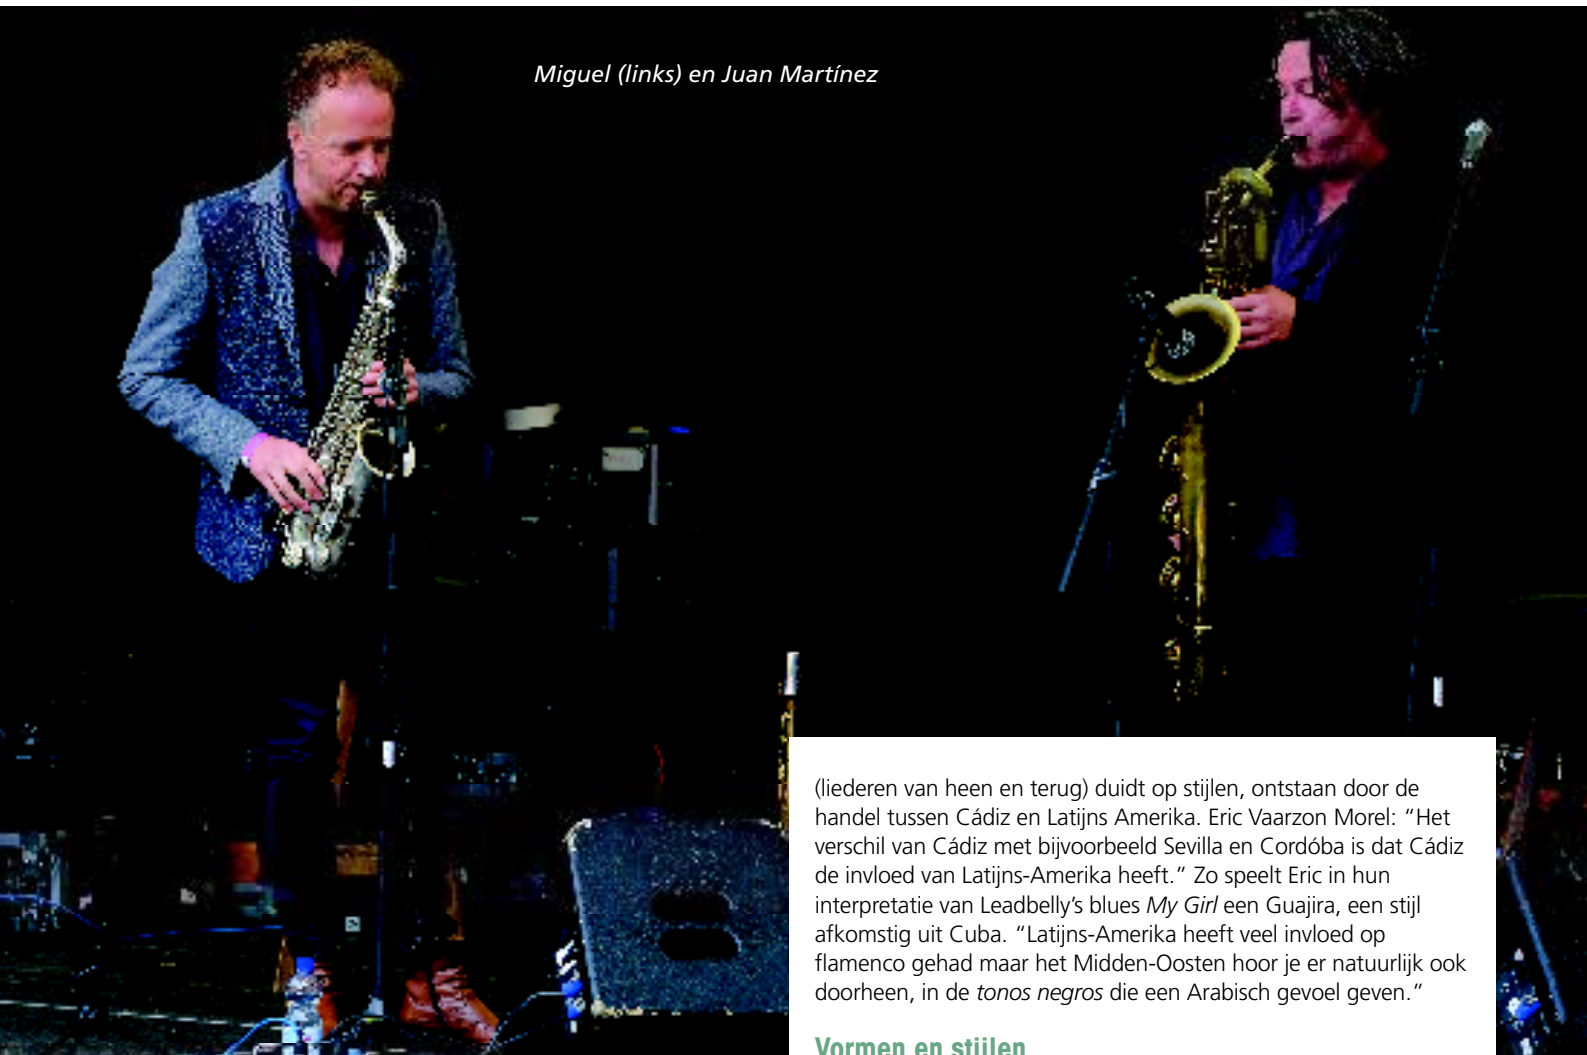 Miguel (links) en Juan Martínez
(liederen van heen en terug) duidt op stijlen, ontstaan door de
handel tussen Cádiz en Latijns Amerika. Eric Vaarzon Morel: “Het
verschil van Cádiz met bijvoorbeeld Sevilla en Cordóba is dat Cádiz
de invloed van Latijns-Amerika heeft.” Zo speelt Eric in hun
interpretatie van Leadbelly’s blues My Girl een Guajira, een stijl
afkomstig uit Cuba. “Latijns-Amerika heeft veel invloed op
flamenco gehad maar het Midden-Oosten hoor je er natuurlijk ook
doorheen, in de tonos negros die een Arabisch gevoel geven.”
Vormen en stijlen